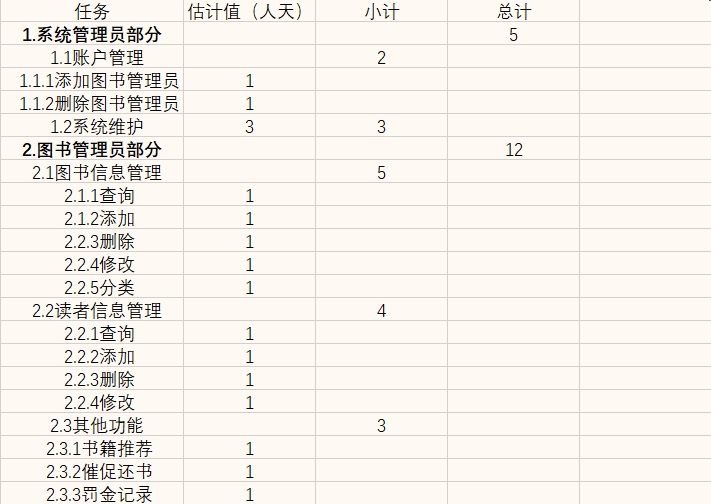 任务 估计值（人天） 小计 总计
1.系统管理员部分 5
1.1账户管理 2
1.1.1添加图书管理员 1
1.1.2删除图书管理员 1
1.2系统维护 3 3
2.图书管理员部分 12
2.1图书信息管理 5
2.1.1查询 1
2.1.2添加 1
2.2.3删除 1
2.2.4修改 1
2.2.5分类 1
2.2读者信息管理 4
2.2.1查询 1
2.2.2添加 1
2.2.3删除 1
2.2.4修改 1
2.3其他功能 3
2.3.1书籍推荐 1
2.3.2催促还书 1
2.3.3罚金记录 1